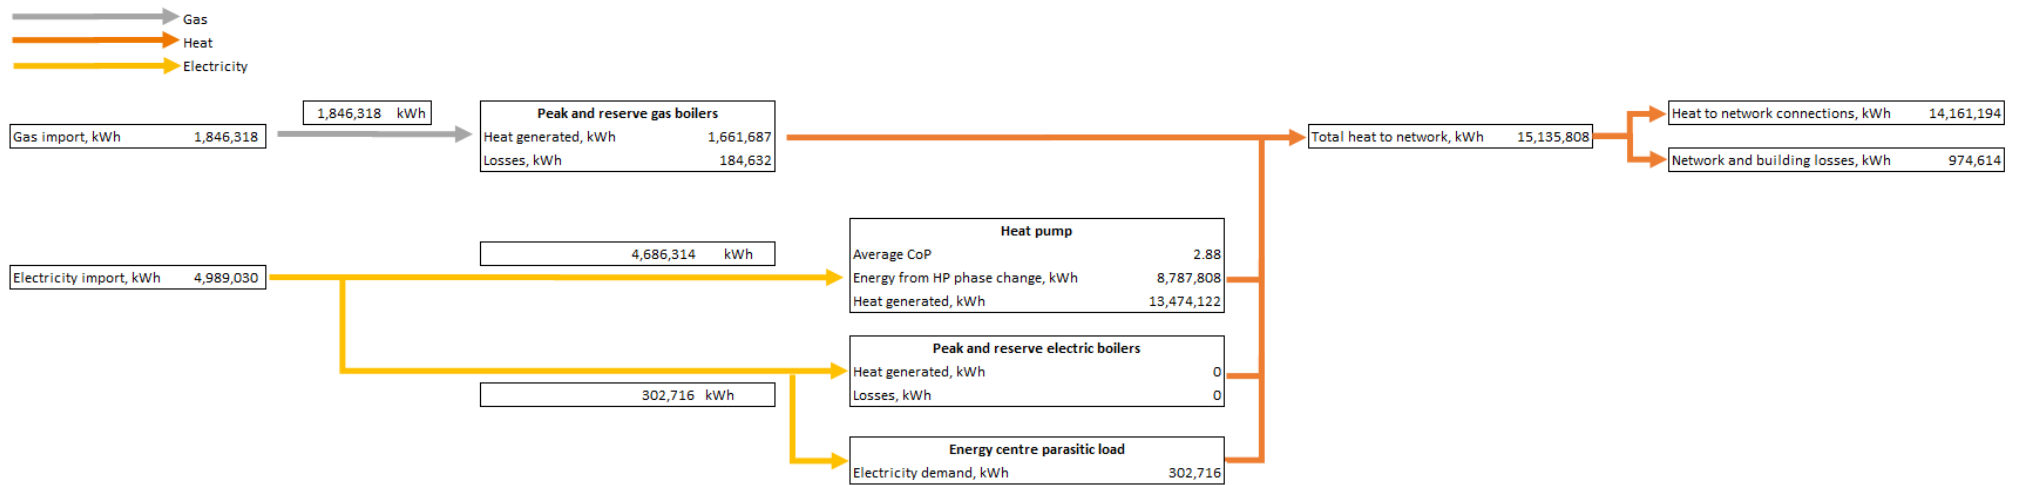 Gas
Heat
Electricity
1,846,318 kWh
Gas import, kWh 1,846,318
Peak and reserve gas boilers
Heat generated, kWh 1,661,687
Losses, kWh 184,632
Total heat to network, kWh 15,135,808
Heat to network connections, kWh 14,161,194
Network and building losses, kWh 974,614
Electricity import, kWh 4,989,030
4,686,314 kWh
Heat pump
Average CoP 2.88
Energy from HP phase change, kWh 8,787,808
Heat generated, kWh 13,474,122
302,716 kWh
Peak and reserve electric boilers
Heat generated, kWh 0
Losses, kWh 0
Energy centre parasitic load
Electricity demand, kWh 302,716